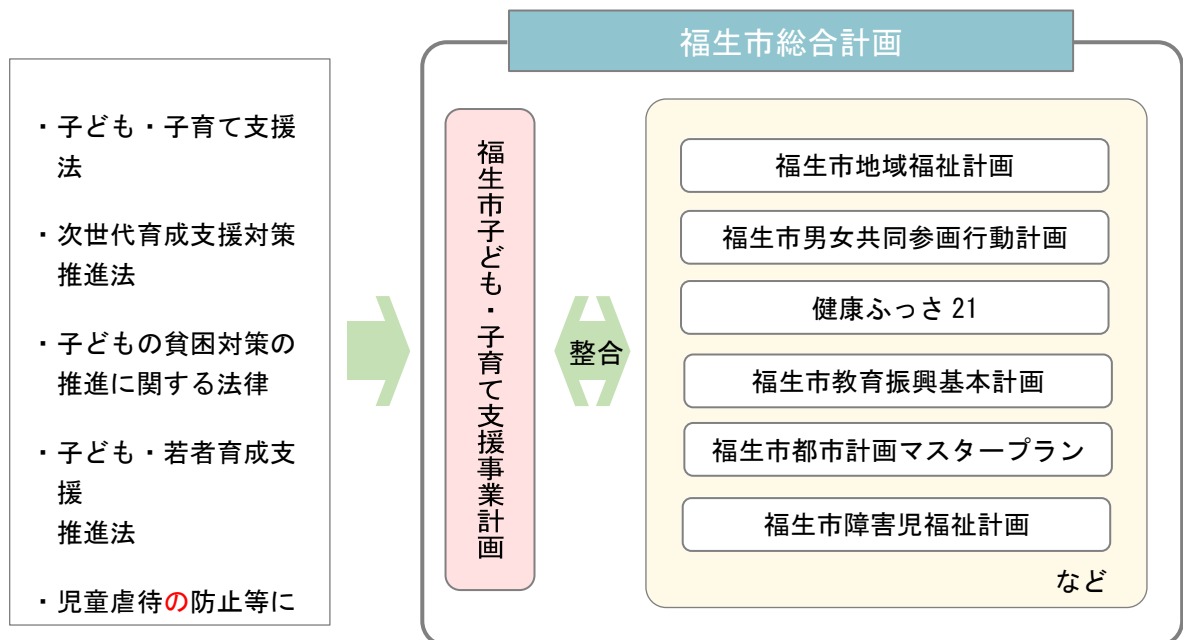 福生市総合計画
・子ども・子育て支援
法
・次世代育成支援対策
推進法
・子どもの貧困対策の
推進に関する法律
・子ども・若者育成支
援
推進法
・児童虐待の防止等に
福生市子ども・子育て支援事業計画
整合
福生市地域福祉計画
福生市男女共同参画行動計画
健康ふっさ 21
福生市教育振興基本計画
福生市都市計画マスタープラン
福生市障害児福祉計画
など